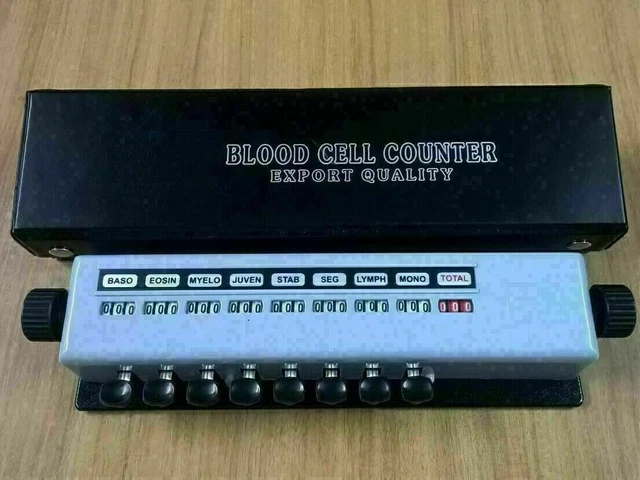 BLOOD CELL COUNTER
EXPORT QUALITY
BASO EOSIN MYELO JUVEN STAB SEG LYMPH MONO TOTAL
000 000 000 000 000 000 000 000 000